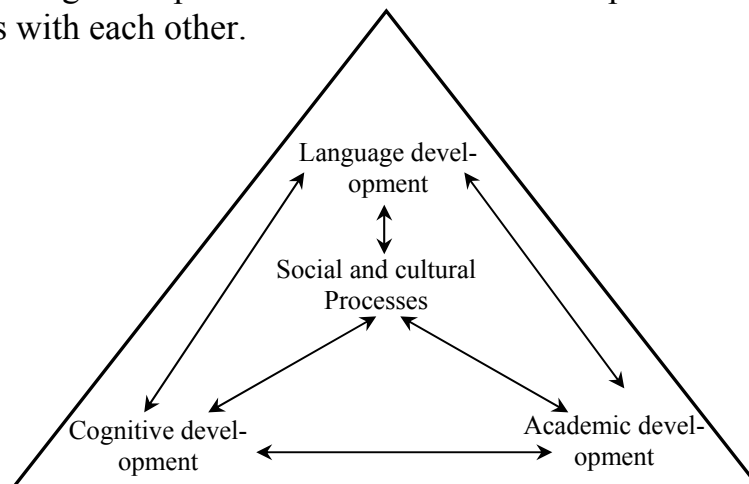 s with each other.
Language devel-
opment
Social and cultural
Processes
Cognitive devel-
opment
Academic devel-
opment